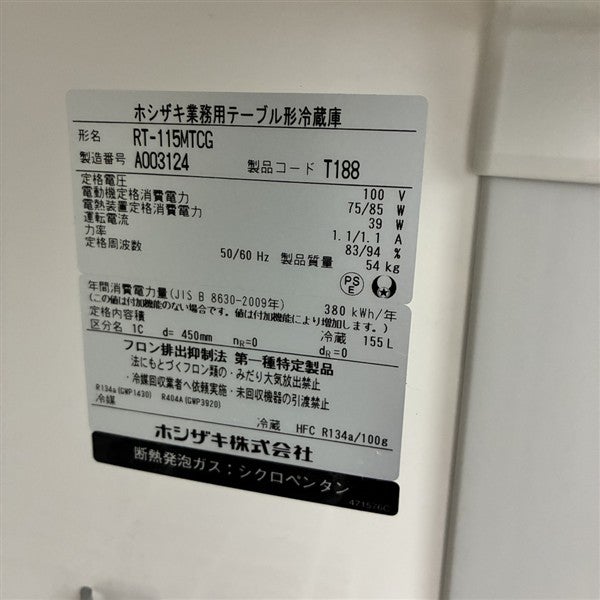 ホシザキ業務用テーブル形冷蔵庫
形名 RT-115MTCG
製造番号 A003124 製品コード T188
定格電圧 100 V
電動機定格消費電力 75/85 W
電熱装置定格消費電力 39 W
運転電流 1.1/1.1 A
力率 83/94 %
定格周波数 50/60 Hz 製品質量 54 kg
PS
E
年間消費電力量(JIS B 8630-2009年) 380 kWh/年
(この値は付加機能のない場合です。値は付加機能により増加します。)
定格内容積 冷蔵 155L
区分名 1C d= 450mm nR=0 dR=0
フロン排出抑制法 第一種特定製品
法にもとづくフロン類の・みだり大気放出禁止
・冷媒回収業者へ依頼実施・未回収機器の引渡禁止
R134a(GWP1430) R404A(GWP3920)
冷媒 冷蔵 HFC R134a/100g
ホシザキ株式会社
断熱発泡ガス：シクロペンタン